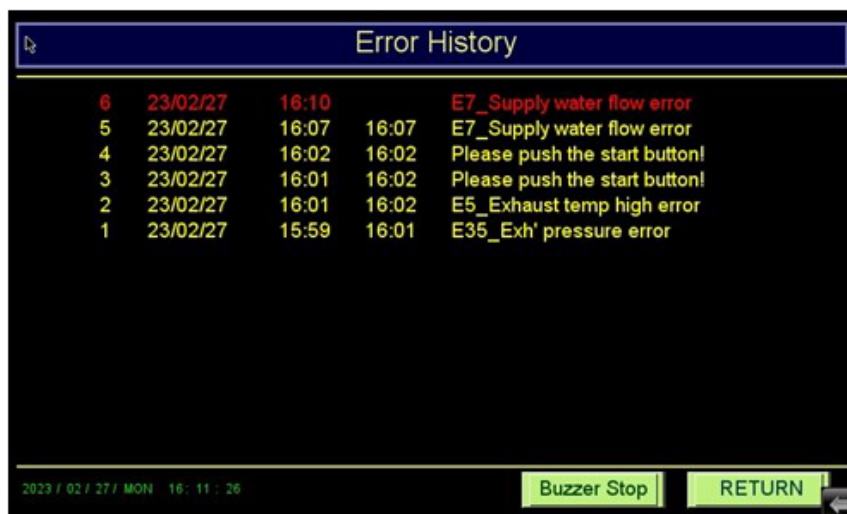 Error History
6 23/02/27 16:10 E7_Supply water flow error
5 23/02/27 16:07 16:07 E7_Supply water flow error
4 23/02/27 16:02 16:02 Please push the start button!
3 23/02/27 16:01 16:02 Please push the start button!
2 23/02/27 16:01 16:02 E5_Exhaust temp high error
1 23/02/27 15:59 16:01 E35_Exh' pressure error
2023 / 02 / 27 / MON 16 : 11 : 26
Buzzer Stop
RETURN